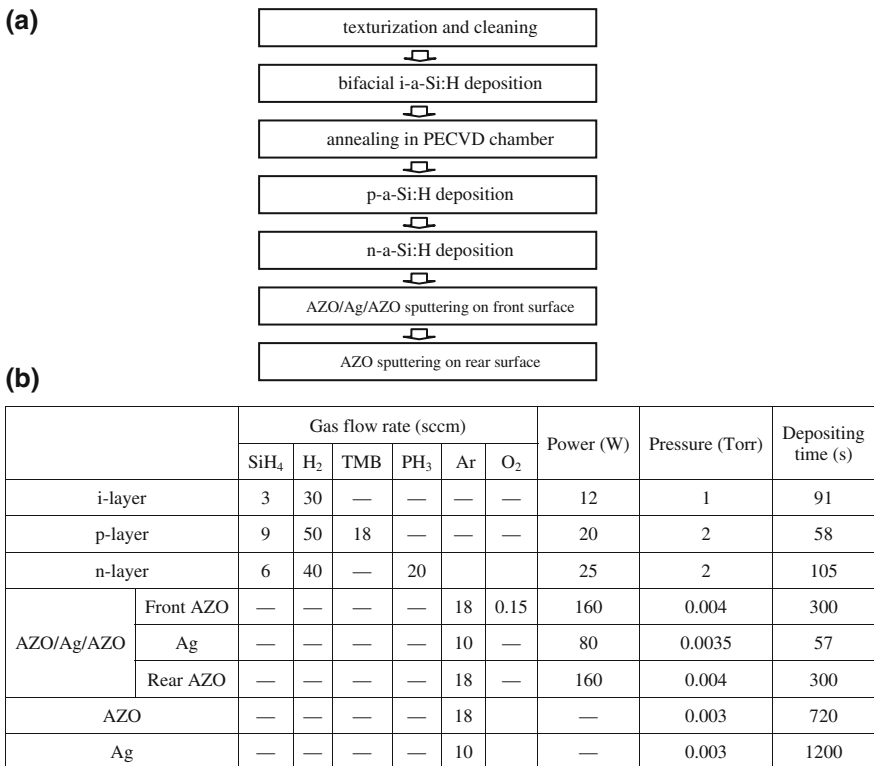 (a)
texturization and cleaning
bifacial i-a-Si:H deposition
annealing in PECVD chamber
p-a-Si:H deposition
n-a-Si:H deposition
AZO/Ag/AZO sputtering on front surface
AZO sputtering on rear surface
(b)
Gas flow rate (sccm) Power (W) Pressure (Torr) Depositing time (s)
SiH4 H2 TMB PH3 Ar O2
i-layer 3 30 — — — — 12 1 91
p-layer 9 50 18 — — — 20 2 58
n-layer 6 40 — 20 25 2 105
AZO/Ag/AZO Front AZO — — — — 18 0.15 160 0.004 300
Ag — — — — 10 — 80 0.0035 57
Rear AZO — — — — 18 — 160 0.004 300
AZO — — — — 18 — 0.003 720
Ag — — — — 10 — 0.003 1200